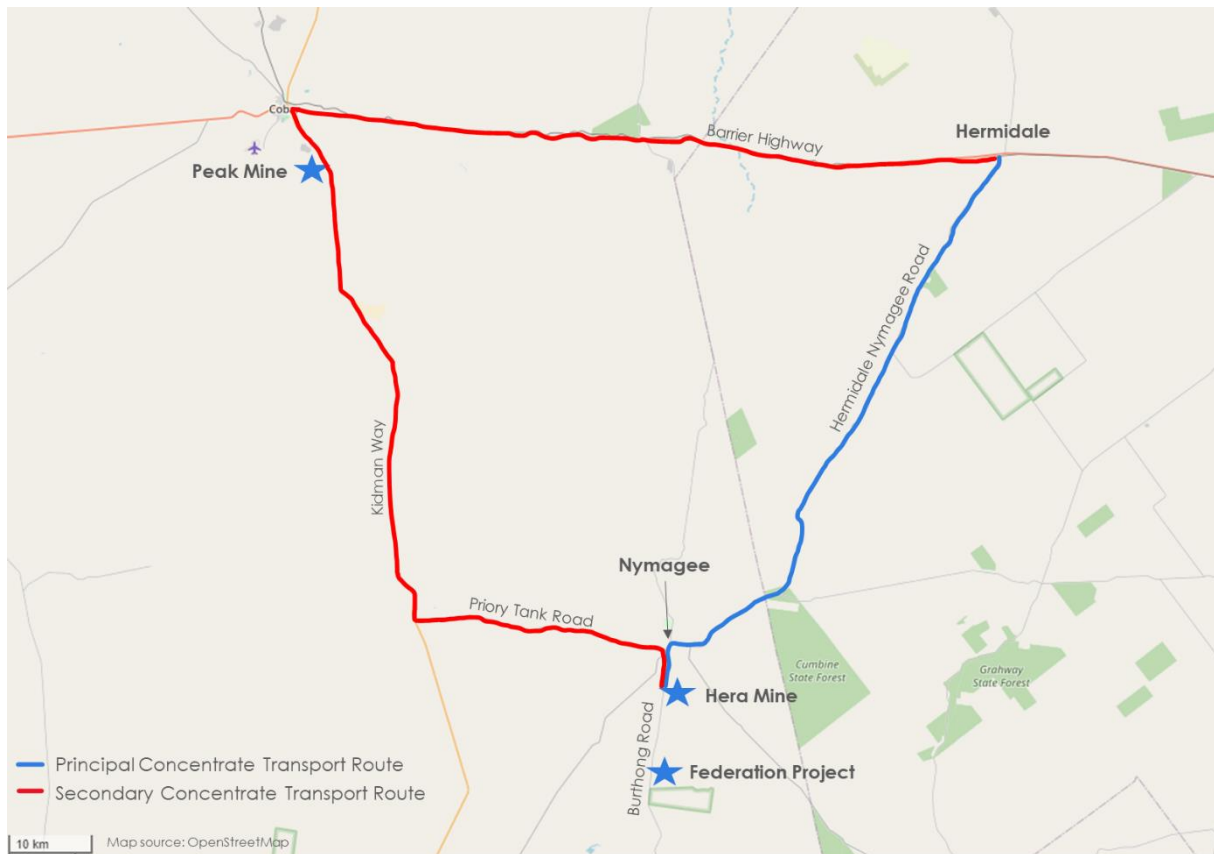 Cob
Barrier Highway
Hermidale
Peak Mine
Hermidale Nymagee Road
Kidman Way
Nymagee
Priory Tank Road
Cumbine
State Forest
Grahway
State Forest
Hera Mine
Burthong Road
Federation Project
Principal Concentrate Transport Route
Secondary Concentrate Transport Route
10 km
Map source: OpenStreetMap